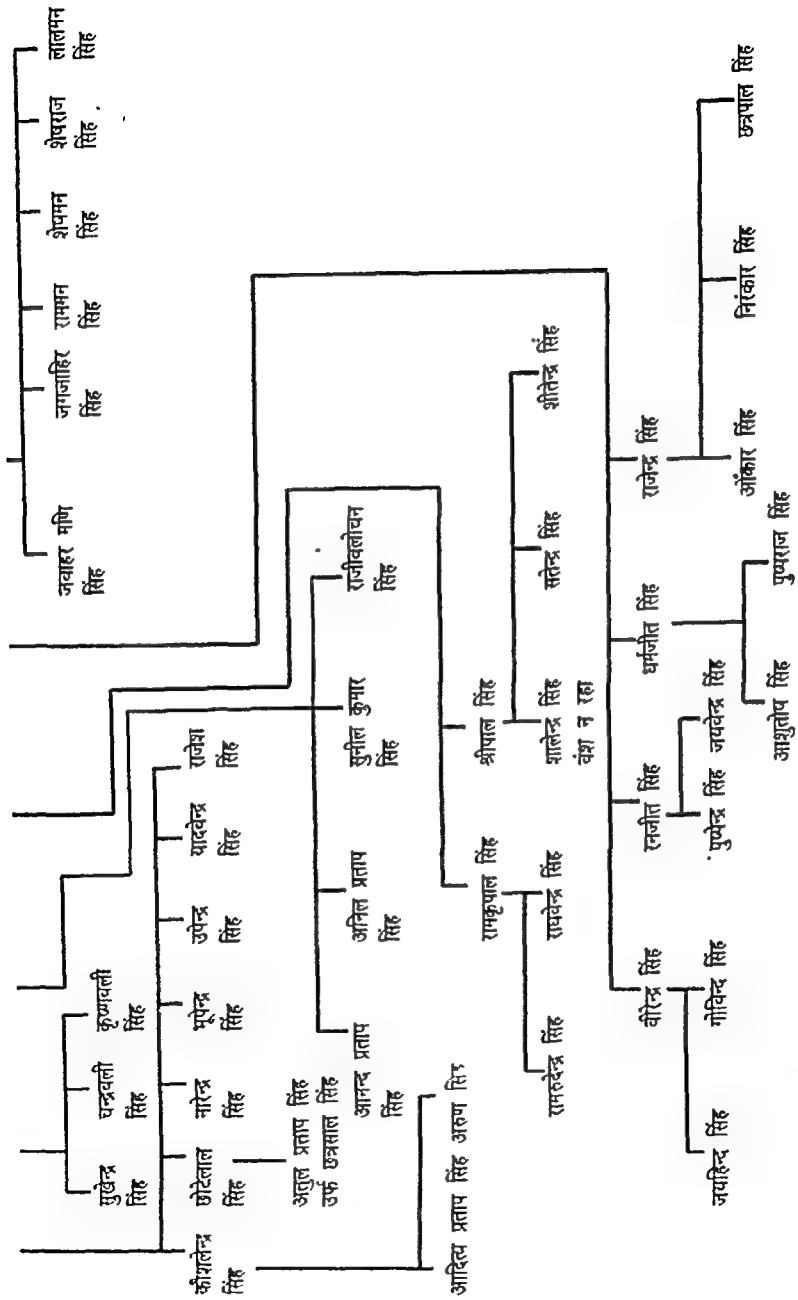 जवाहर मणि
सिंह
जगजाहिर
सिंह
राममन
सिंह
शेषमन
सिंह
शेषराज
सिंह
लालमन
सिंह
सुखेन्द्र
सिंह
चन्द्रवली
सिंह
कृष्णवली
सिंह
कौशलेन्द्र
सिंह
छोटेलाल
सिंह
नारेन्द्र
सिंह
भूपेन्द्र
सिंह
उपेन्द्र
सिंह
यादवेन्द्र
सिंह
राजेश
सिंह
अतुल प्रताप सिंह
उर्फ छत्रसाल सिंह
आनन्द प्रताप
सिंह
अनिल प्रताप
सिंह
सुनील कुमार
सिंह
राजीवलोचन
सिंह
आदित्य प्रताप सिंह अरुण सिंह
रामकृपाल सिंह
श्रीपाल सिंह
रामरुदेन्द्र सिंह
राघवेन्द्र सिंह
शालेन्द्र सिंह
वंश न रहा
सतेन्द्र सिंह
शीतेन्द्र सिंह
वीरेन्द्र सिंह
रनजीत सिंह
धर्मजीत सिंह
राजेन्द्र सिंह
जयहिन्द सिंह
गोविन्द सिंह
पुष्पेन्द्र सिंह जयवेन्द्र सिंह
आशुतोष सिंह
पुष्पराज सिंह
ओंकार सिंह
निरंकार सिंह
छत्रपाल सिंह